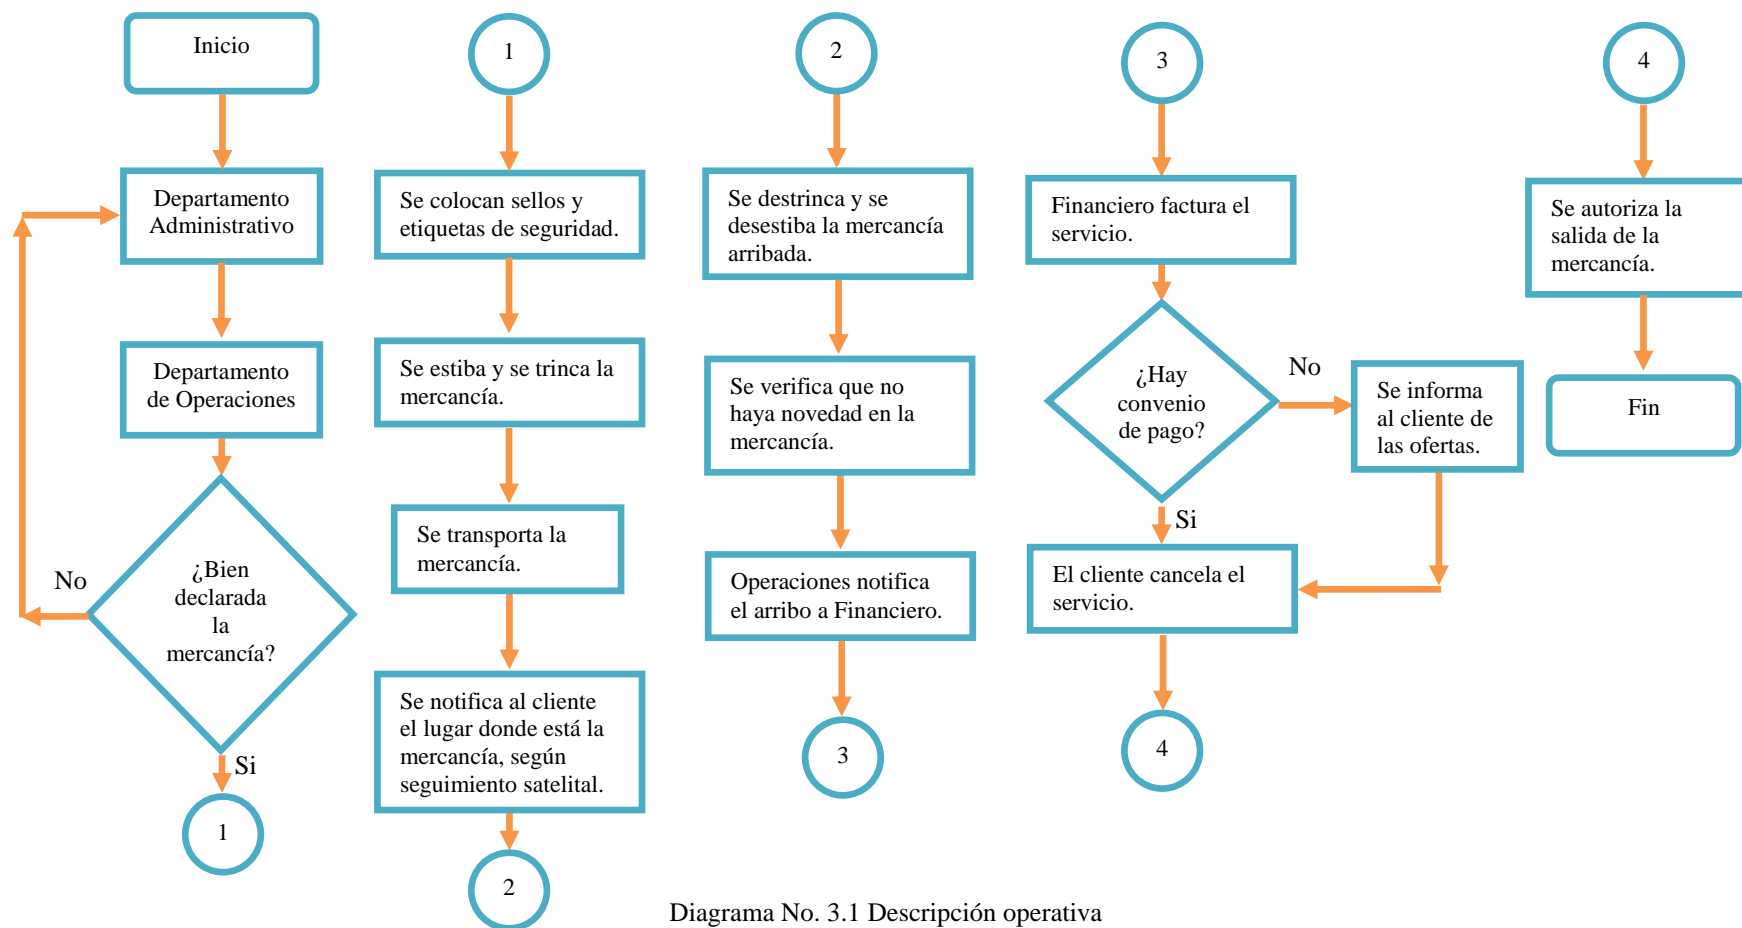 Inicio
Departamento
Administrativo
Departamento
de Operaciones
¿Bien
declarada
la
mercancía?
No
Si
1
1
Se colocan sellos y
etiquetas de seguridad.
Se estiba y se trinca la
mercancía.
Se transporta la
mercancía.
Se notifica al cliente
el lugar donde está la
mercancía, según
seguimiento satelital.
2
2
Se destrinca y se
desestiba la mercancía
arribada.
Se verifica que no
haya novedad en la
mercancía.
Operaciones notifica
el arribo a Financiero.
3
3
Financiero factura el
servicio.
¿Hay
convenio
de pago?
No
Se informa
al cliente de
las ofertas.
Si
El cliente cancela el
servicio.
4
4
Se autoriza la
salida de la
mercancía.
Fin
Diagrama No. 3.1 Descripción operativa